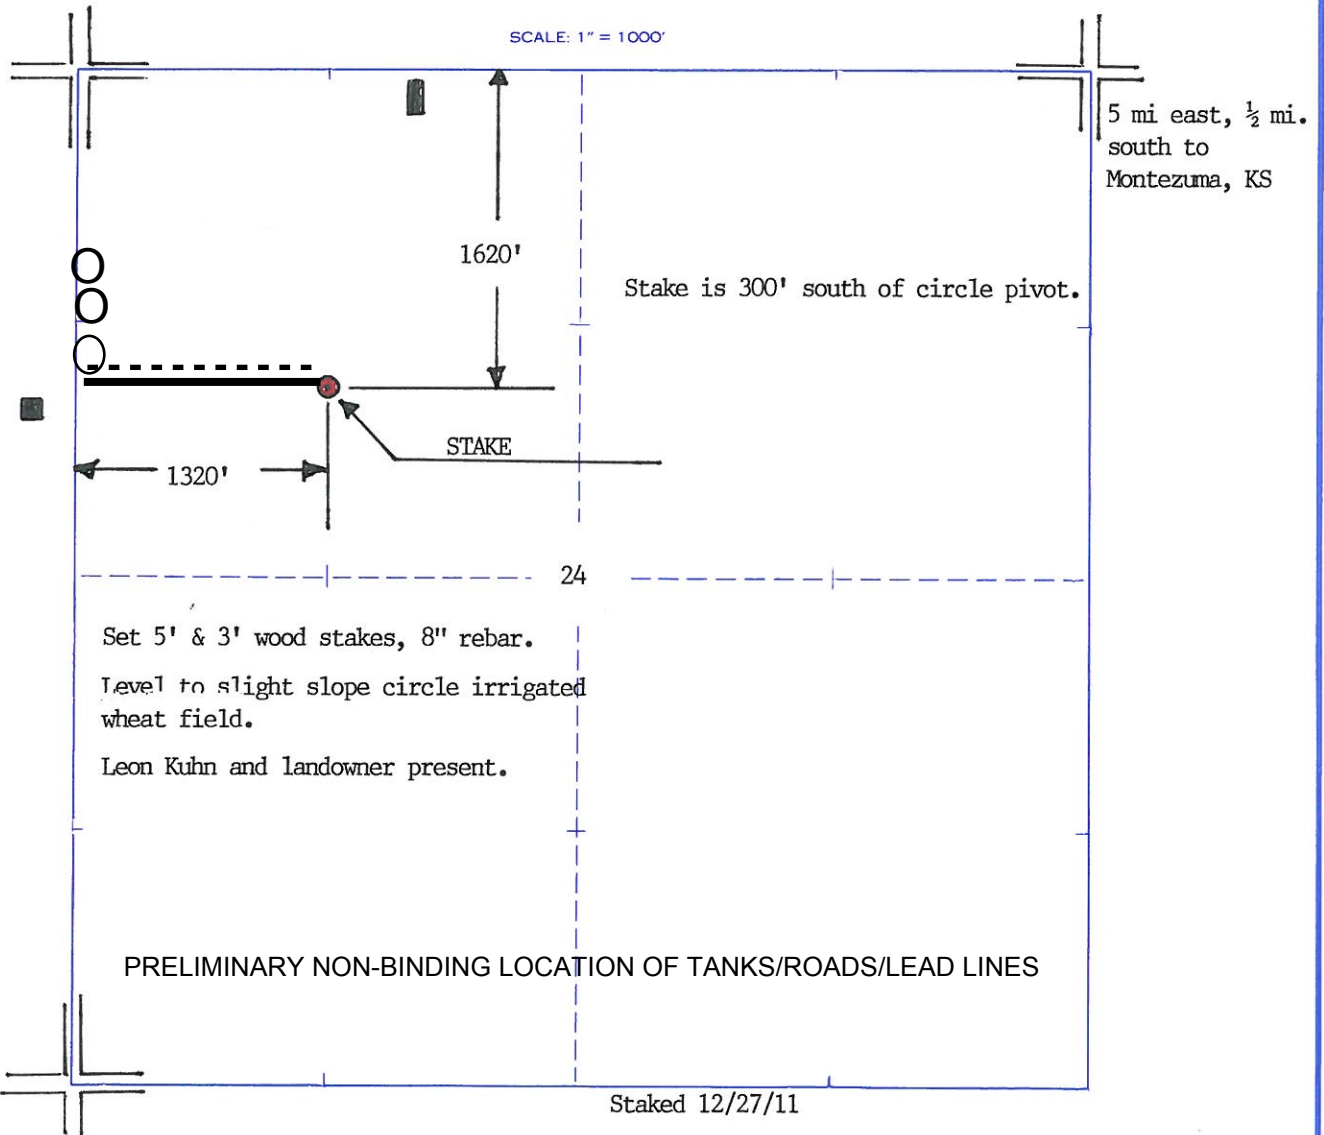 SCALE: 1" = 1000'
5 mi east, ½ mi.
south to
Montezuma, KS
1620'
Stake is 300' south of circle pivot.
STAKE
1320'
24
Set 5' & 3' wood stakes, 8" rebar.
Level to slight slope circle irrigated
wheat field.
Leon Kuhn and landowner present.
PRELIMINARY NON-BINDING LOCATION OF TANKS/ROADS/LEAD LINES
Staked 12/27/11